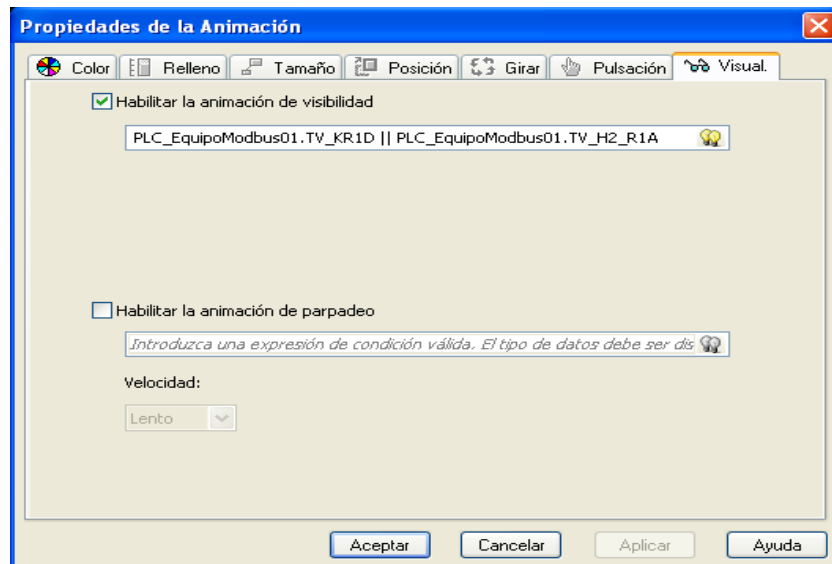 Propiedades de la Animación
Color Relleno Tamaño Posición Girar Pulsación Visual.
Habilitar la animación de visibilidad
PLC_EquipoModbus01.TV_KR1D || PLC_EquipoModbus01.TV_H2_R1A
Habilitar la animación de parpadeo
Introduzca una expresión de condición válida. El tipo de datos debe ser dis
Velocidad:
Lento
Aceptar Cancelar Aplicar Ayuda